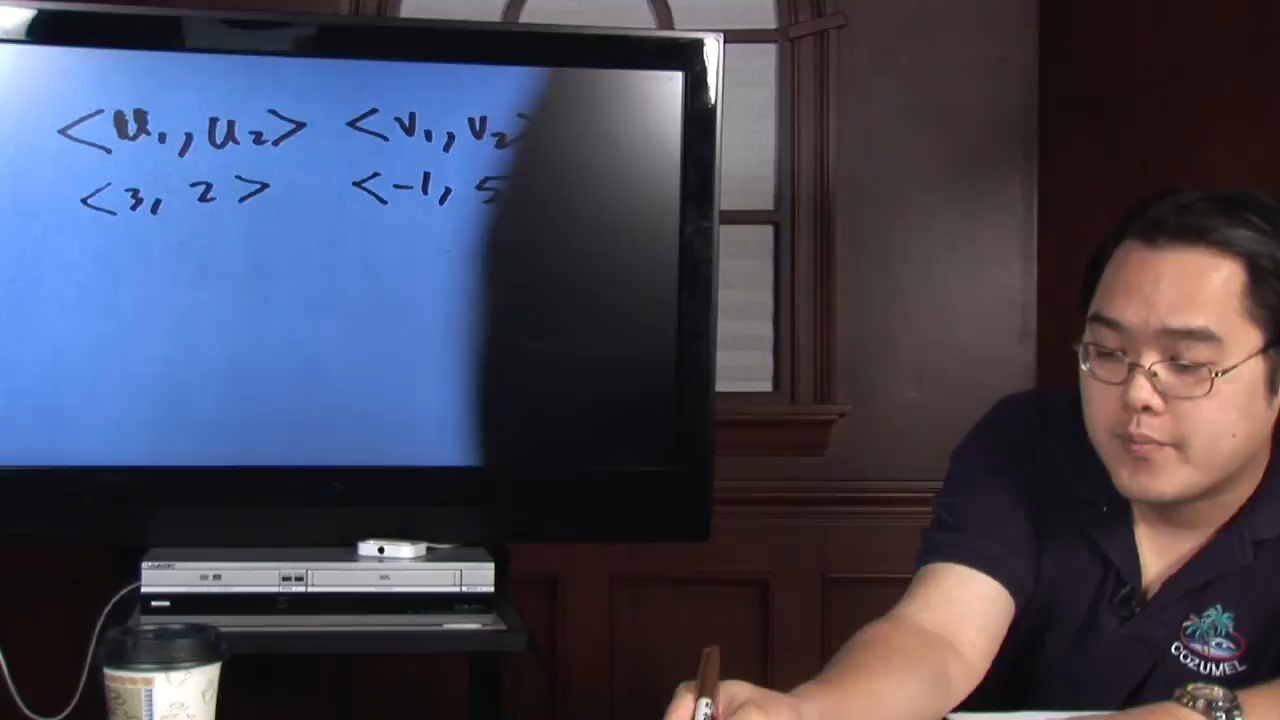 <u₁, u₂> <v₁, v₂>
<3, 2> <-1, 5
COZUMEL